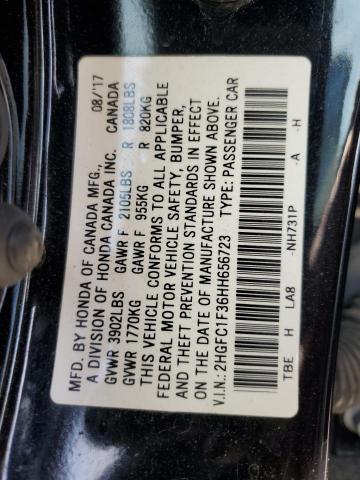 MFD. BY HONDA OF CANADA MFG., 08/'17
A DIVISION OF HONDA CANADA INC. CANADA
GVWR 3902LBS GAWR F 2105LBS R 1808LBS
GVWR 1770KG GAWR F 955KG R 820KG
THIS VEHICLE CONFORMS TO ALL APPLICABLE
FEDERAL MOTOR VEHICLE SAFETY, BUMPER,
AND THEFT PREVENTION STANDARDS IN EFFECT
ON THE DATE OF MANUFACTURE SHOWN ABOVE.
V.I.N.: 2HGFC1F36HH656723 TYPE: PASSENGER CAR
TBE H LA8 -NH731P -A -H